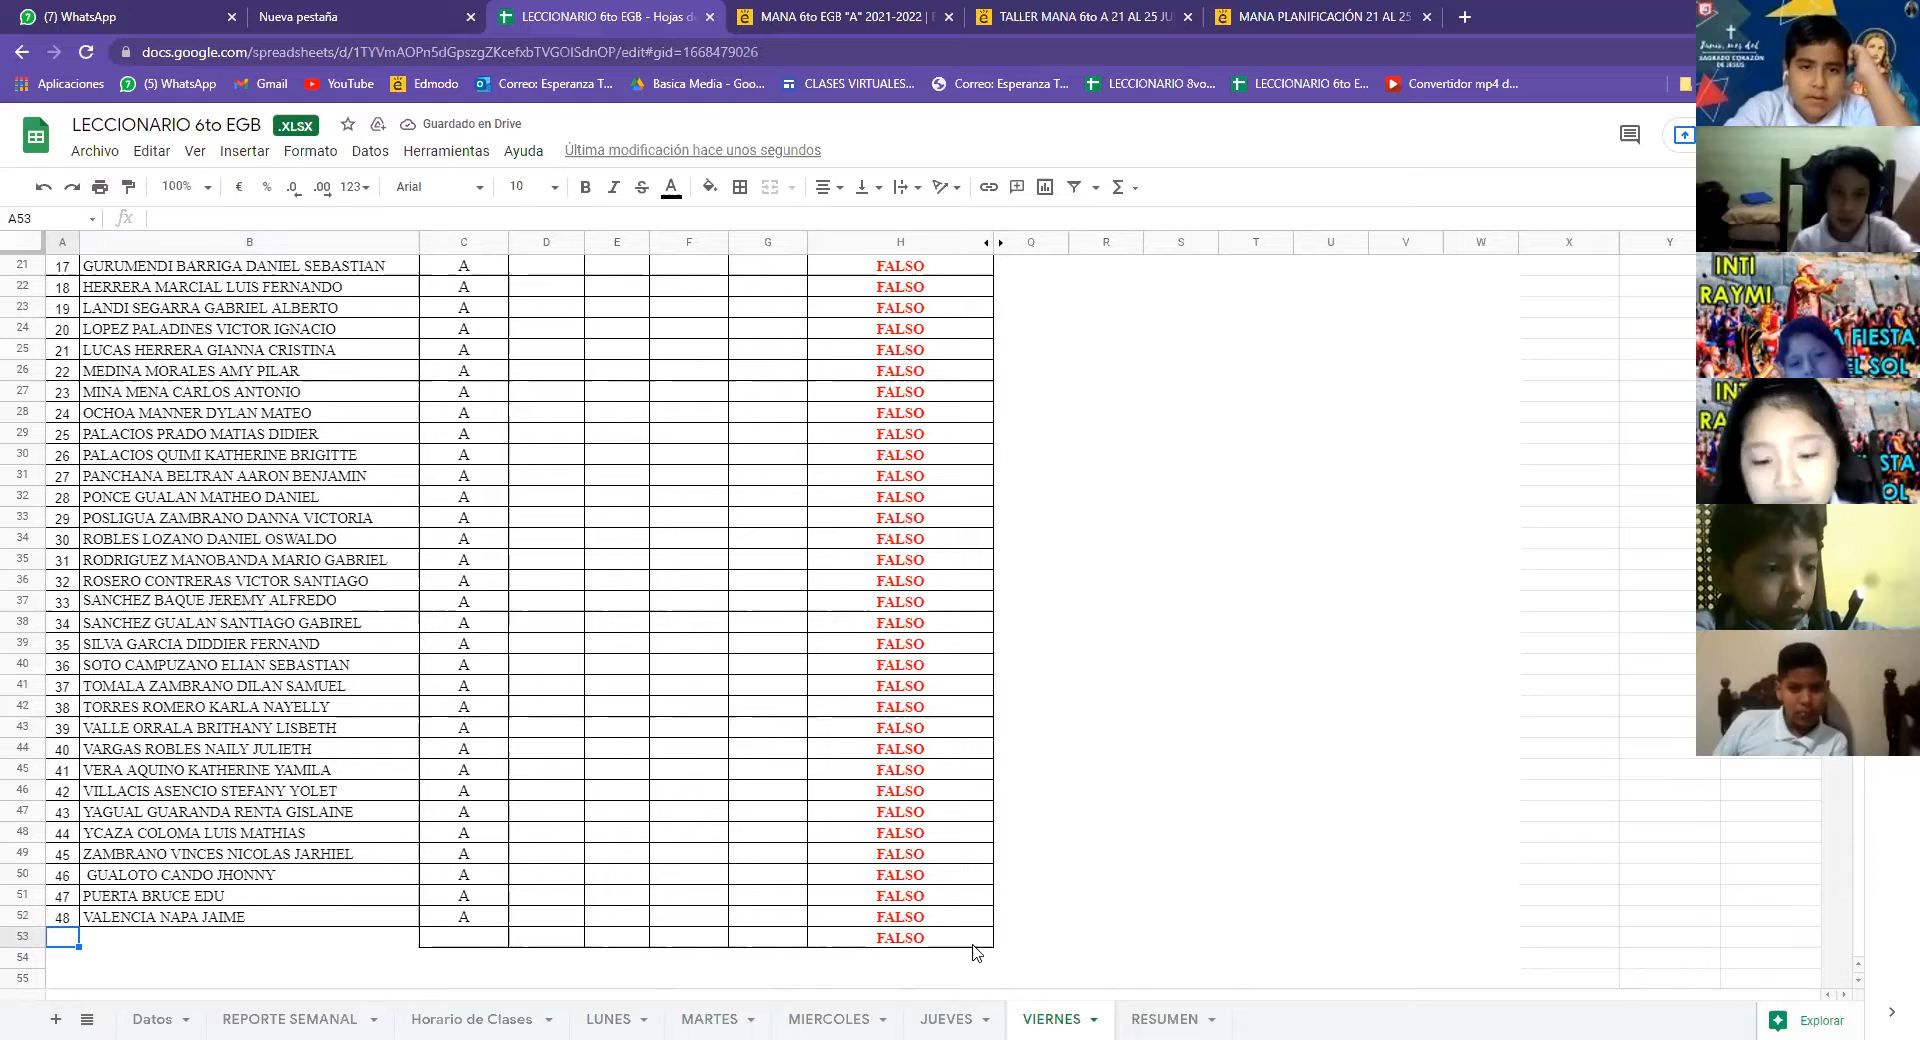 (7) WhatsApp
Nueva pestaña
LECCIONARIO 6to EGB - Hojas de
MANA 6to EGB "A" 2021-2022 |
TALLER MANA 6to A 21 AL 25 JU
MANA PLANIFICACIÓN 21 AL 25
docs.google.com/spreadsheets/d/1TYVmAOPn5dGpszgZKcefxbTVGOISdnOP/edit#gid=1668479026
Aplicaciones
(5) WhatsApp
Gmail
YouTube
Edmodo
Correo: Esperanza T...
Basica Media - Goo...
CLASES VIRTUALES...
Correo: Esperanza T...
LECCIONARIO 8vo...
LECCIONARIO 6to E...
Convertidor mp4 d...
LECCIONARIO 6to EGB .XLSX
Guardado en Drive
Archivo Editar Ver Insertar Formato Datos Herramientas Ayuda
Última modificación hace unos segundos
100% € % .0 .00 123 Arial 10 B I S A
A53 fx
A B C D E F G H Q R S T U V W X Y
21 17 GURUMENDI BARRIGA DANIEL SEBASTIAN A FALSO
22 18 HERRERA MARCIAL LUIS FERNANDO A FALSO
23 19 LANDI SEGARRA GABRIEL ALBERTO A FALSO
24 20 LOPEZ PALADINES VICTOR IGNACIO A FALSO
25 21 LUCAS HERRERA GIANNA CRISTINA A FALSO
26 22 MEDINA MORALES AMY PILAR A FALSO
27 23 MINA MENA CARLOS ANTONIO A FALSO
28 24 OCHOA MANNER DYLAN MATEO A FALSO
29 25 PALACIOS PRADO MATIAS DIDIER A FALSO
30 26 PALACIOS QUIMI KATHERINE BRIGITTE A FALSO
31 27 PANCHANA BELTRAN AARON BENJAMIN A FALSO
32 28 PONCE GUALAN MATHEO DANIEL A FALSO
33 29 POSLIGUA ZAMBRANO DANNA VICTORIA A FALSO
34 30 ROBLES LOZANO DANIEL OSWALDO A FALSO
35 31 RODRIGUEZ MANOBANDA MARIO GABRIEL A FALSO
36 32 ROSERO CONTRERAS VICTOR SANTIAGO A FALSO
37 33 SANCHEZ BAQUE JEREMY ALFREDO A FALSO
38 34 SANCHEZ GUALAN SANTIAGO GABIREL A FALSO
39 35 SILVA GARCIA DIDDIER FERNAND A FALSO
40 36 SOTO CAMPUZANO ELIAN SEBASTIAN A FALSO
41 37 TOMALA ZAMBRANO DILAN SAMUEL A FALSO
42 38 TORRES ROMERO KARLA NAYELLY A FALSO
43 39 VALLE ORRALA BRITHANY LISBETH A FALSO
44 40 VARGAS ROBLES NAILY JULIETH A FALSO
45 41 VERA AQUINO KATHERINE YAMILA A FALSO
46 42 VILLACIS ASENCIO STEFANY YOLET A FALSO
47 43 YAGUAL GUARANDA RENTA GISLAINE A FALSO
48 44 YCAZA COLOMA LUIS MATHIAS A FALSO
49 45 ZAMBRANO VINCES NICOLAS JARHIEL A FALSO
50 46 GUALOTO CANDO JHONNY A FALSO
51 47 PUERTA BRUCE EDU A FALSO
52 48 VALENCIA NAPA JAIME A FALSO
53 FALSO
54
55
Datos REPORTE SEMANAL Horario de Clases LUNES MARTES MIERCOLES JUEVES VIERNES RESUMEN
Explorar
SAGRADO CORAZÓN
DE JESÚS
INTI
RAYMI
A FIESTA
EL SOL